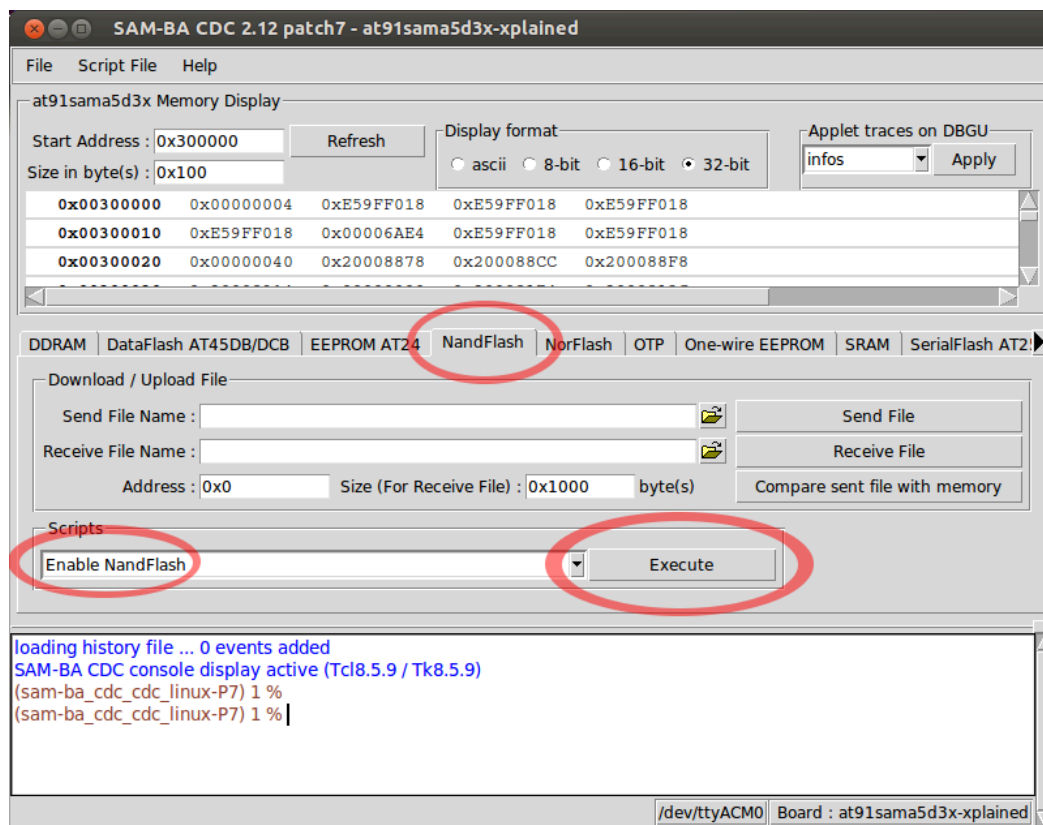 SAM-BA CDC 2.12 patch7 - at91sama5d3x-xplained
File Script File Help
at91sama5d3x Memory Display
Start Address : 0x300000 Refresh
Size in byte(s) : 0x100
Display format
ascii 8-bit 16-bit 32-bit
Applet traces on DBGU
infos Apply
0x00300000 0x00000004 0xE59FF018 0xE59FF018 0xE59FF018
0x00300010 0xE59FF018 0x00006AE4 0xE59FF018 0xE59FF018
0x00300020 0x00000040 0x20008878 0x200088CC 0x200088F8
DDRAM DataFlash AT45DB/DCB EEPROM AT24 NandFlash NorFlash OTP One-wire EEPROM SRAM SerialFlash
Download / Upload File
Send File Name : Send File
Receive File Name : Receive File
Address : 0x0 Size (For Receive File) : 0x1000 byte(s) Compare sent file with memory
Scripts
Enable NandFlash Execute
loading history file ... 0 events added
SAM-BA CDC console display active (Tcl8.5.9 / Tk8.5.9)
(sam-ba_cdc_cdc_linux-P7) 1 %
(sam-ba_cdc_cdc_linux-P7) 1 %
/dev/ttyACM0 Board : at91sama5d3x-xplained